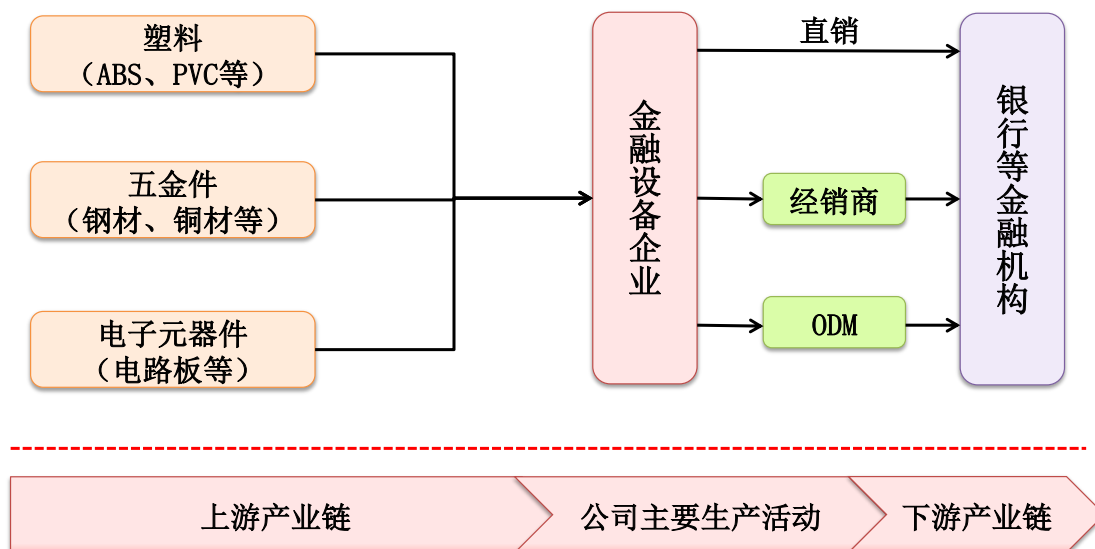 塑料
（ABS、PVC等）
五金件
（钢材、铜材等）
电子元器件
（电路板等）
金融设备企业
直销
经销商
ODM
银行等金融机构
上游产业链
公司主要生产活动
下游产业链